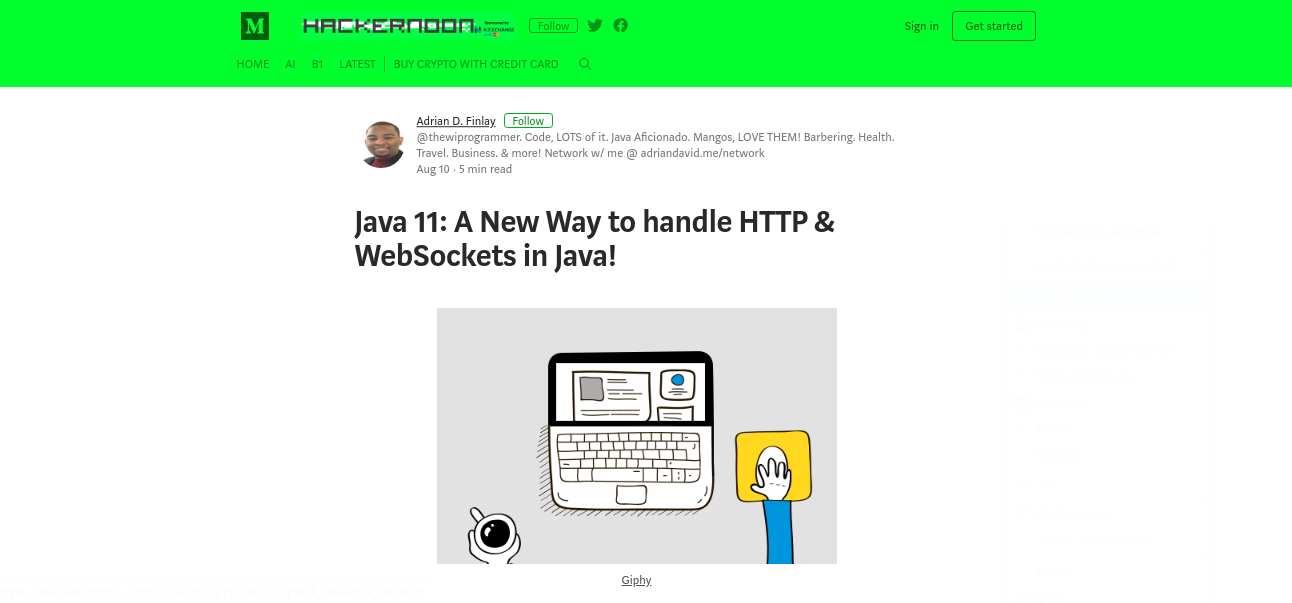 M
HACKERNOON
Sponsored by
Follow
Sign in
Get started
HOME
AI
B1
LATEST
BUY CRYPTO WITH CREDIT CARD
Adrian D. Finlay
Follow
@thewiprogrammer. Code, LOTS of it. Java Aficionado. Mangos, LOVE THEM! Barbering. Health.
Travel. Business. & more! Network w/ me @ adriandavid.me/network
Aug 10 · 5 min read
Java 11: A New Way to handle HTTP &
WebSockets in Java!
Giphy